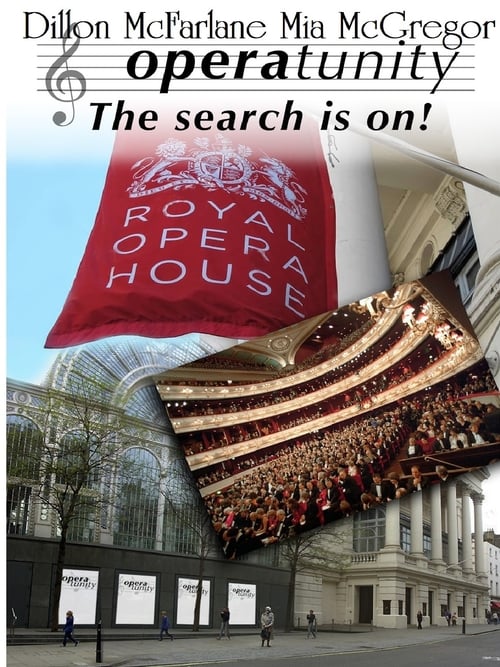 Dillon McFarlane Mia McGregor
operatunity
The search is on!
ROYAL
OPERA
HOUSE
opera
tunity
opera
tunity
opera
tunity
opera
tunity